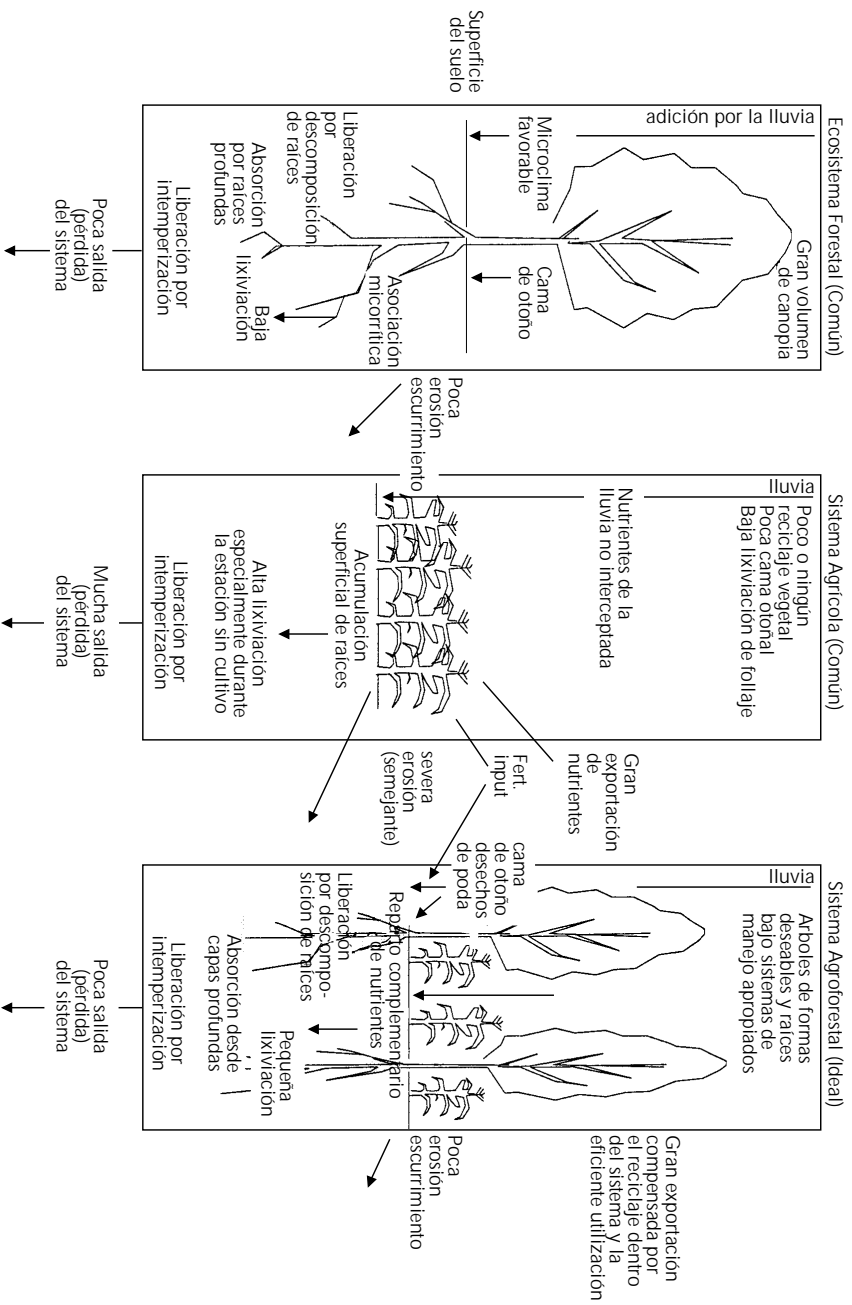 Ecosistema Forestal (Común)
Gran volumen
de canopia
adición por la lluvia
Microclima
favorable
Cama
de otoño
Superficie
del suelo
Liberación
por
descomposición
de raíces
Asociación
micorrítica
Absorción
por raíces
profundas
Baja
lixiviación
Liberación por
intemperización
Poca salida
(pérdida)
del sistema
Poca
erosión
escurrimiento
Sistema Agrícola (Común)
lluvia
Poco o ningún
reciclaje vegetal
Poca cama otoñal
Baja lixiviación de follaje
Nutrientes de la
lluvia no interceptada
Acumulación
superficial de raíces
Alta lixiviación
especialmente durante
la estación sin cultivo
Liberación por
intemperización
Mucha salida
(pérdida)
del sistema
Gran
exportación
de
nutrientes
Fert.
input
severa
erosión
(semejante)
Sistema Agroforestal (Ideal)
lluvia
Arboles de formas
deseables y raíces
bajo sistemas de
manejo apropiados
cama
de otoño
desechos
de poda
Reparto complementario
de nutrientes
Liberación
por descompo-
sición de raíces
Pequeña
lixiviación
Absorción desde
capas profundas
Liberación por
intemperización
Poca salida
(pérdida)
del sistema
Gran exportación
compensada por
el reciclaje dentro
del sistema y la
eficiente utilización
Poca
erosión
escurrimiento